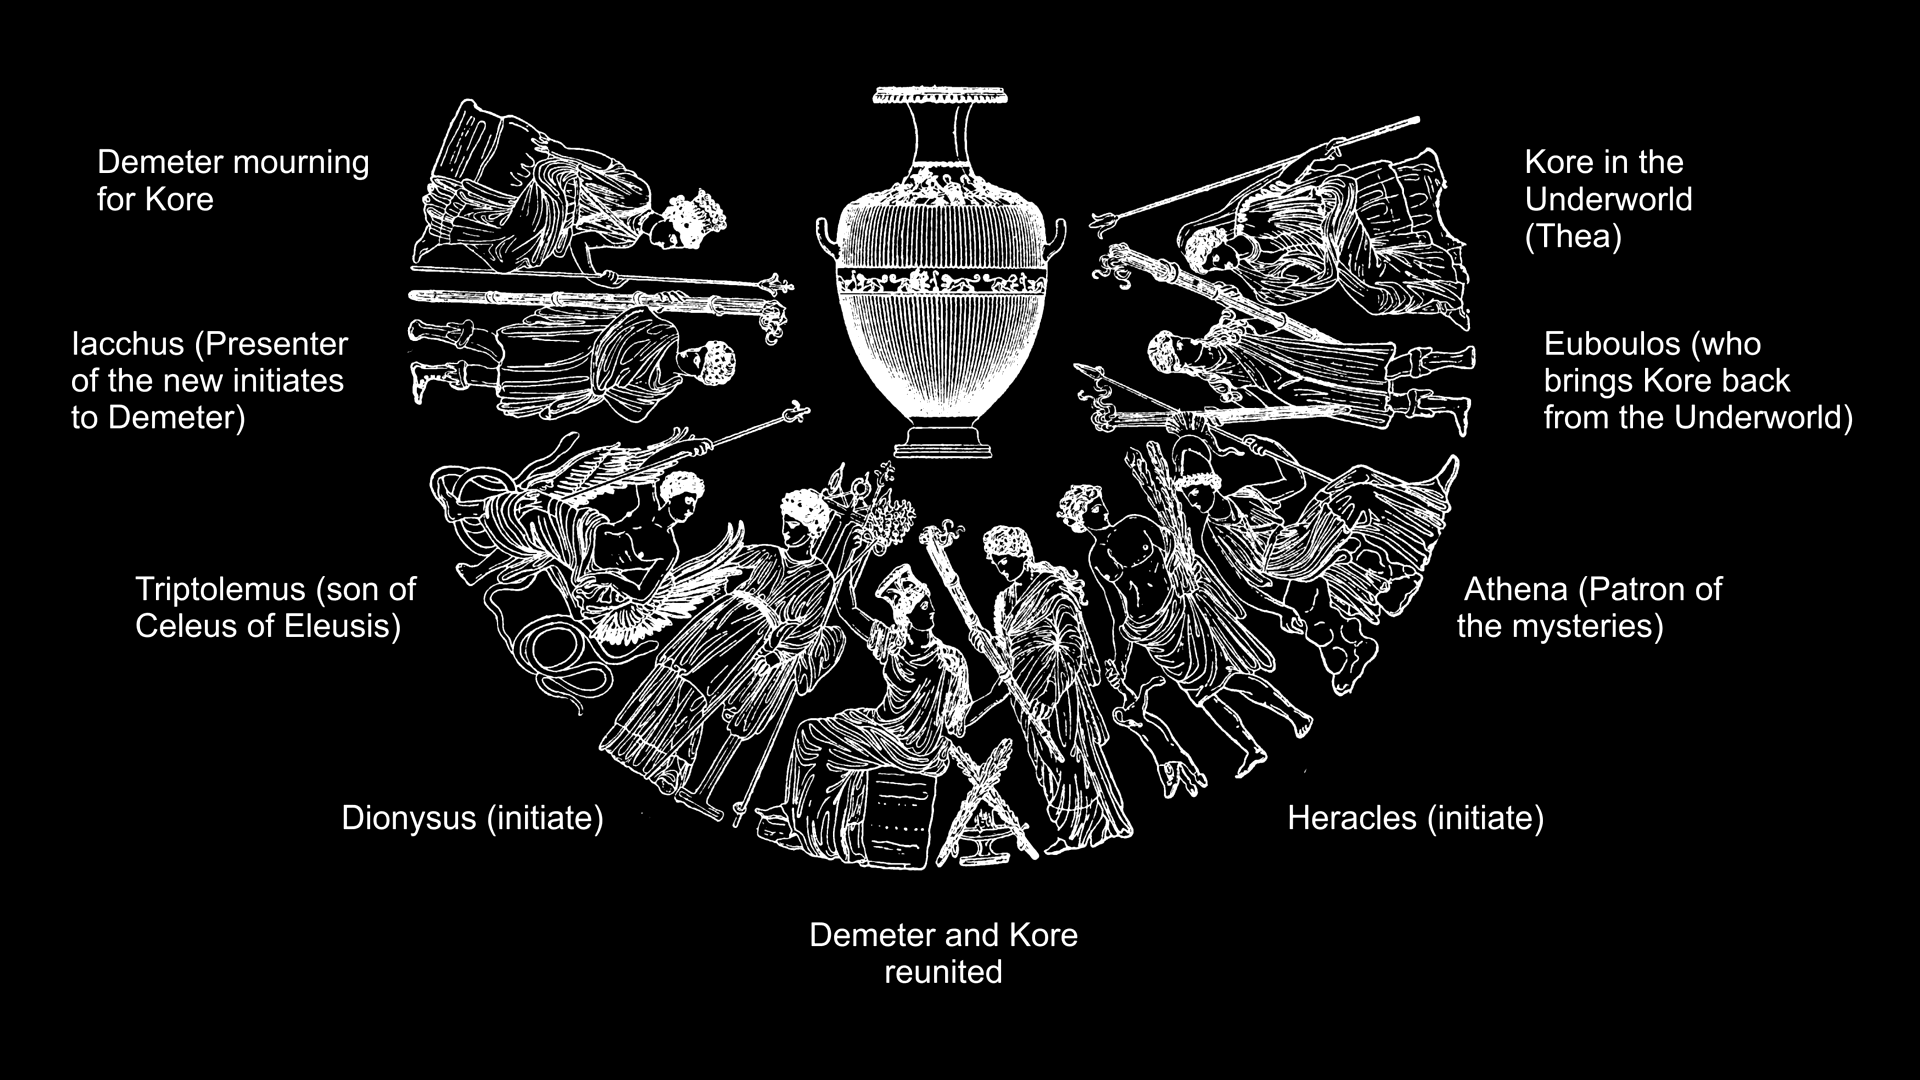 Demeter mourning
for Kore
Kore in the
Underworld
(Thea)
Iacchus (Presenter
of the new initiates
to Demeter)
Euboulos (who
brings Kore back
from the Underworld)
Triptolemus (son of
Celeus of Eleusis)
Athena (Patron of
the mysteries)
Dionysus (initiate)
Heracles (initiate)
Demeter and Kore
reunited